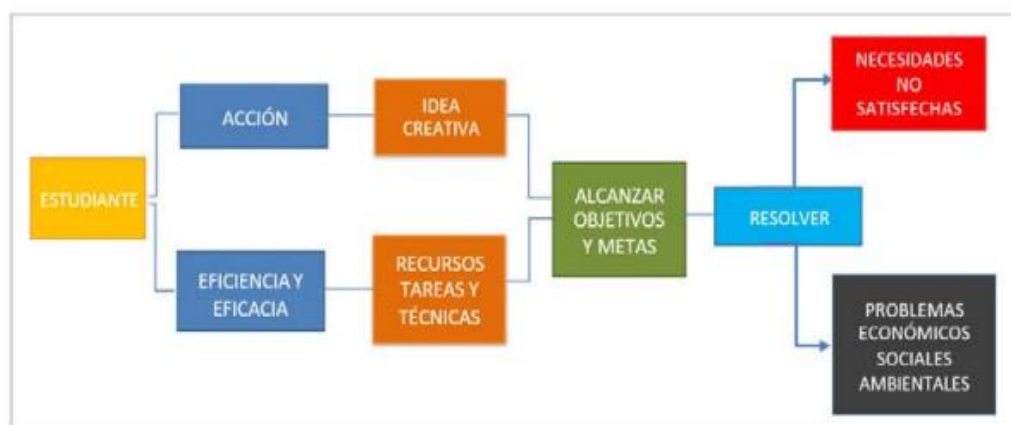 ESTUDIANTE
ACCIÓN
IDEA
CREATIVA
EFICIENCIA Y
EFICACIA
RECURSOS
TAREAS Y
TÉCNICAS
ALCANZAR
OBJETIVOS
Y METAS
RESOLVER
NECESIDADES
NO
SATISFECHAS
PROBLEMAS
ECONÓMICOS
SOCIALES
AMBIENTALES